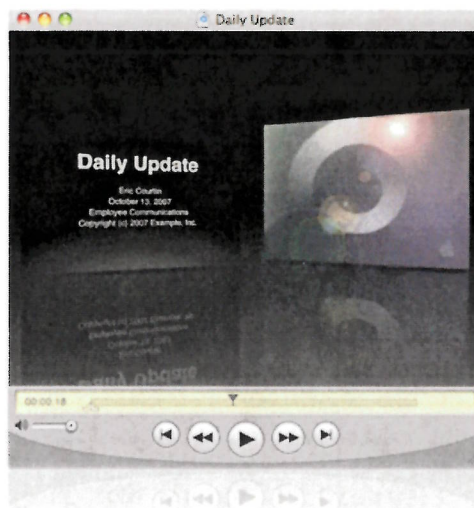 Daily Update
Daily Update
Eric Courtin
October 13, 2007
Employee Communications
Copyright (c) 2007 Example, Inc.
00:00:18